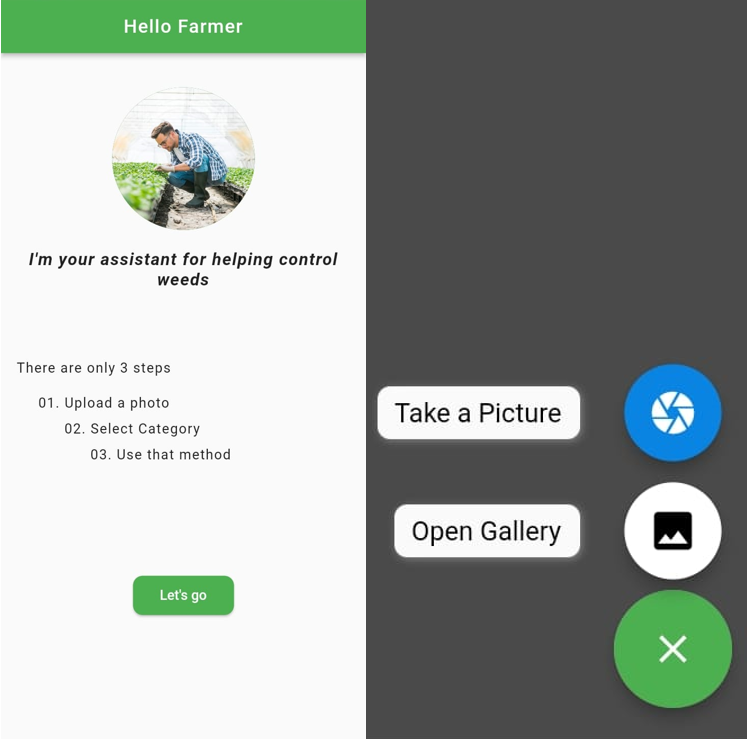 Hello Farmer
I'm your assistant for helping control
weeds
There are only 3 steps
01. Upload a photo
02. Select Category
03. Use that method
Let's go
Take a Picture
Open Gallery